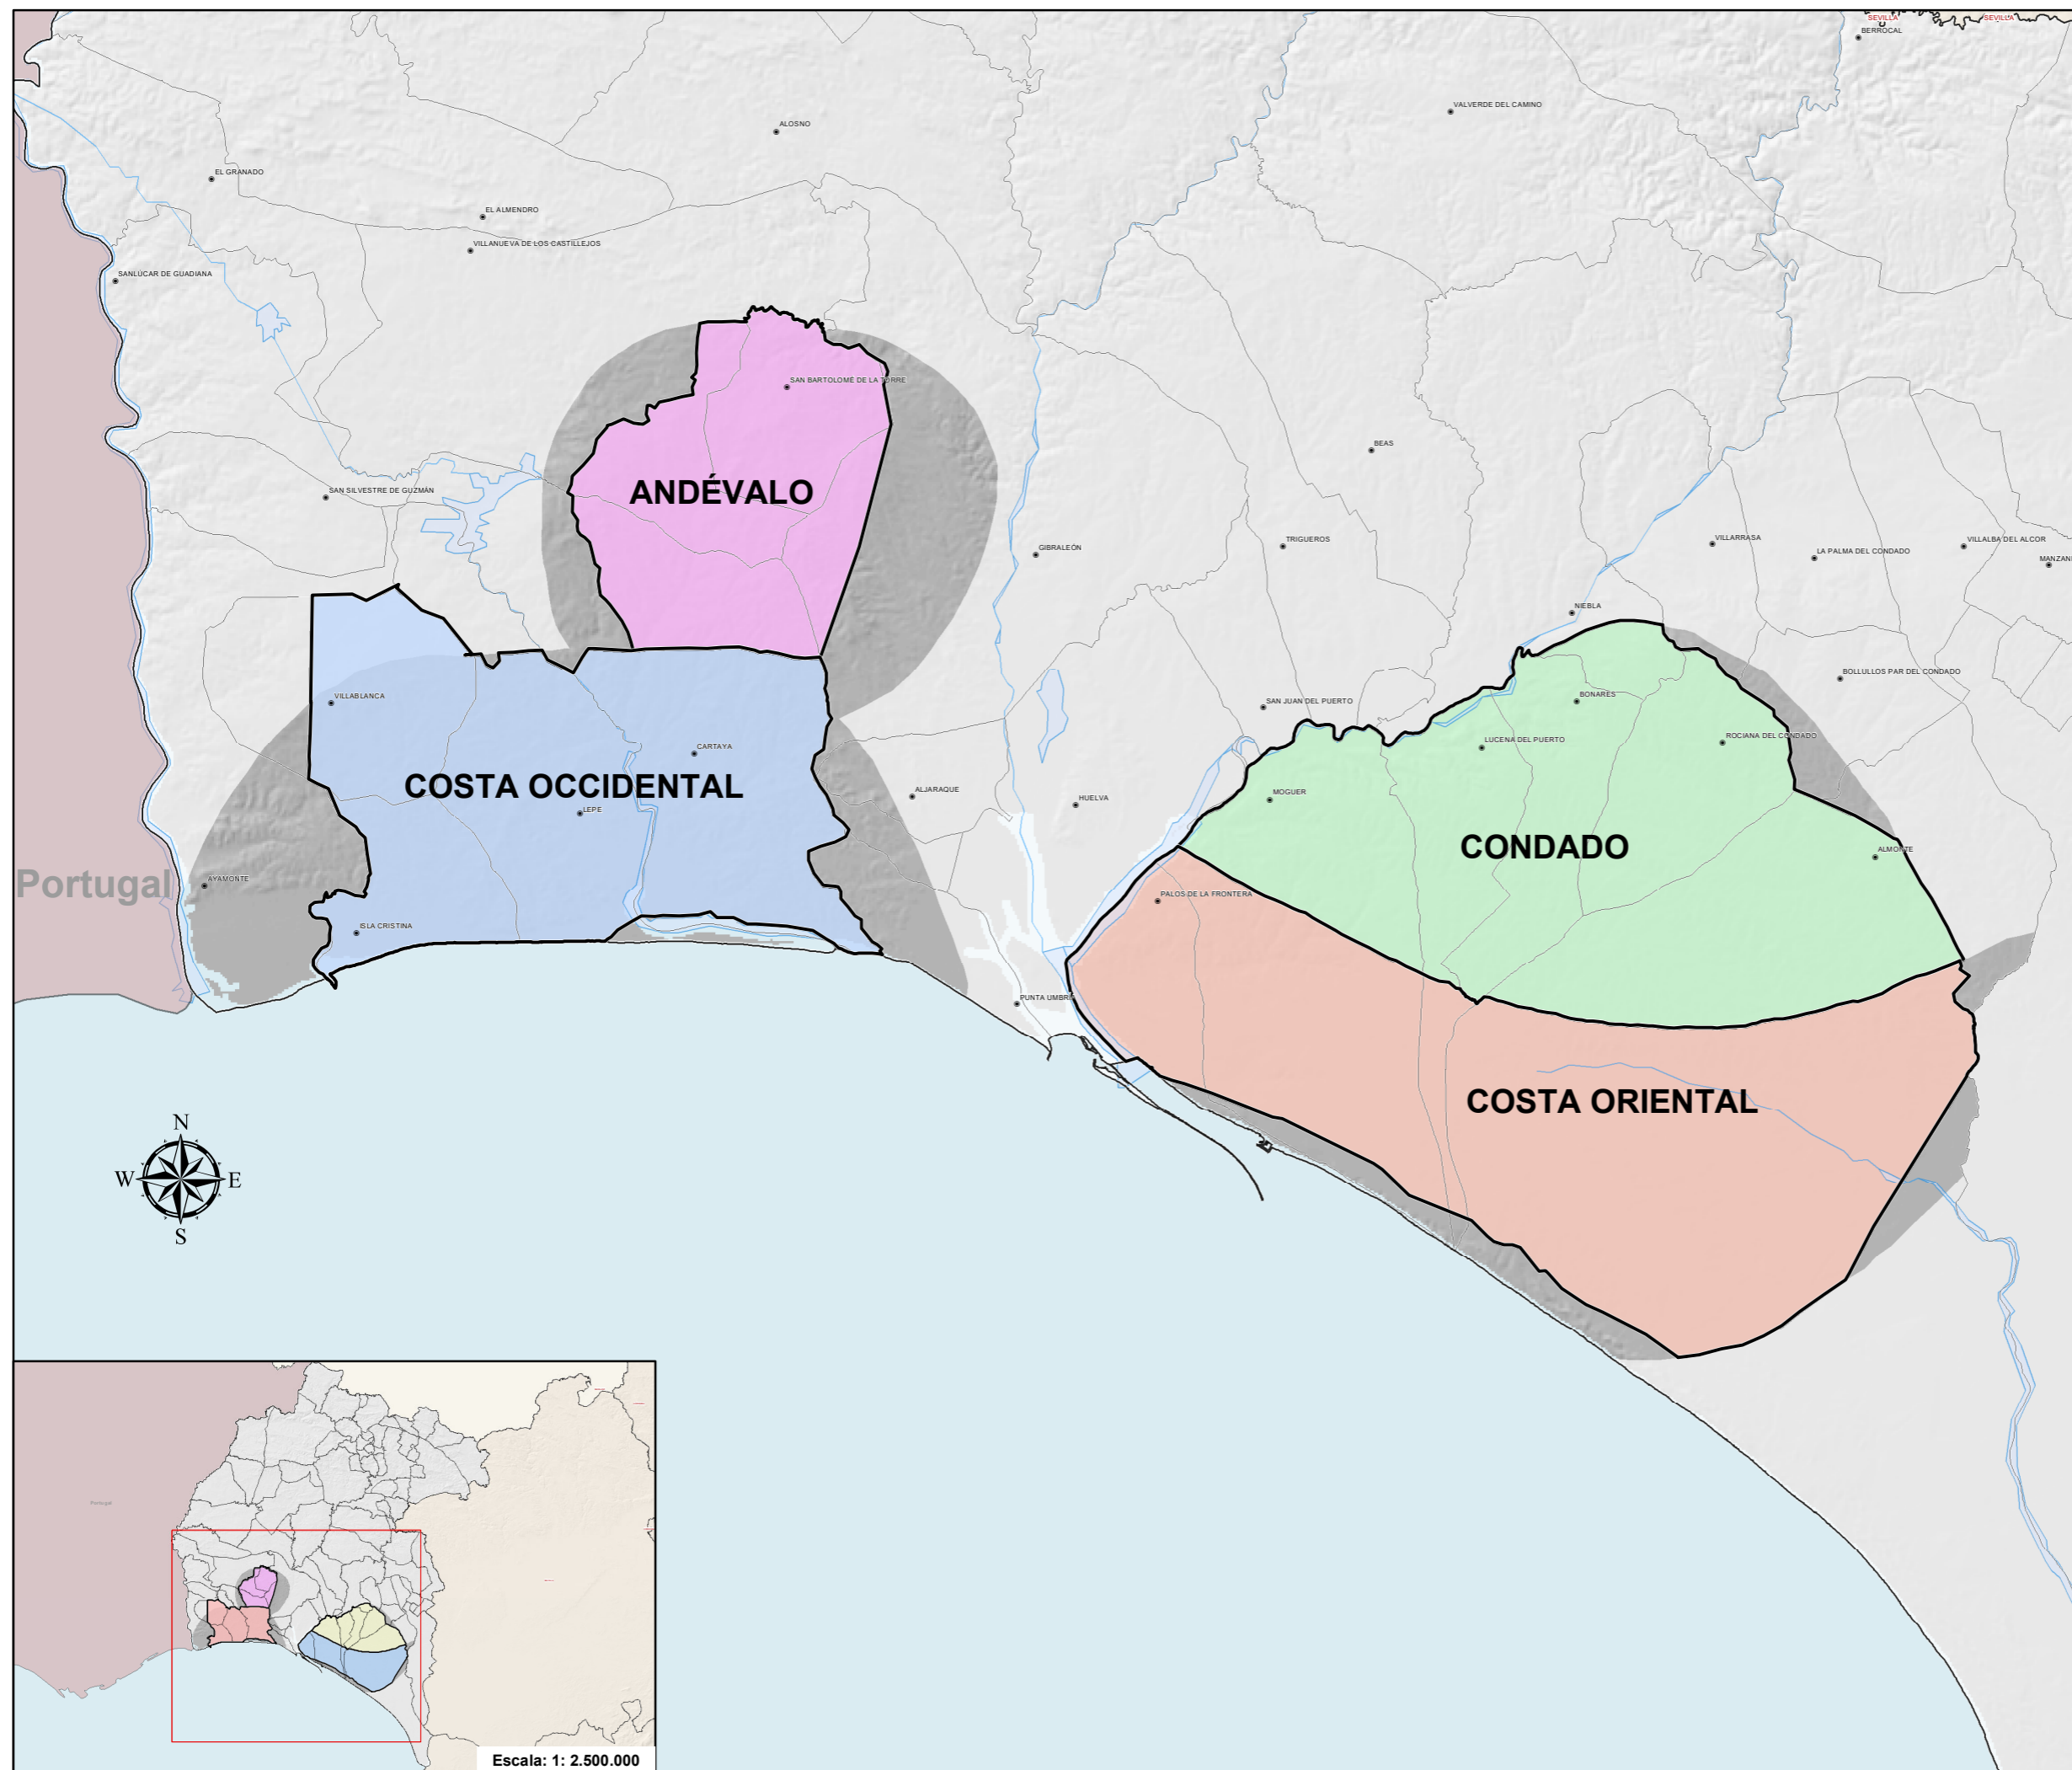 SEVILLA
SEVILLA
BERROCAL
VALVERDE DEL CAMINO
ALOSNO
EL GRANADO
EL ALMENDRO
VILLANUEVA DE LOS CASTILLEJOS
SANLÚCAR DE GUADIANA
SAN BARTOLOMÉ DE LA TORRE
BEAS
ANDÉVALO
SAN SILVESTRE DE GUZMÁN
GIBRALEÓN
TRIGUEROS
VILLARRASA
LA PALMA DEL CONDADO
VILLALBA DEL ALCOR
MANZANI
NIEBLA
BOLLULLOS PAR DEL CONDADO
VILLABLANCA
SAN JUAN DEL PUERTO
BONARES
CARTAYA
LUCENA DEL PUERTO
ROCIANA DEL CONDADO
COSTA OCCIDENTAL
LEPE
ALJARAQUE
HUELVA
MOGUER
CONDADO
ALMONTE
Portugal
AYAMONTE
PALOS DE LA FRONTERA
ISLA CRISTINA
PUNTA UMBRÍA
COSTA ORIENTAL
N
W
E
S
Portugal
Escala: 1: 2.500.000